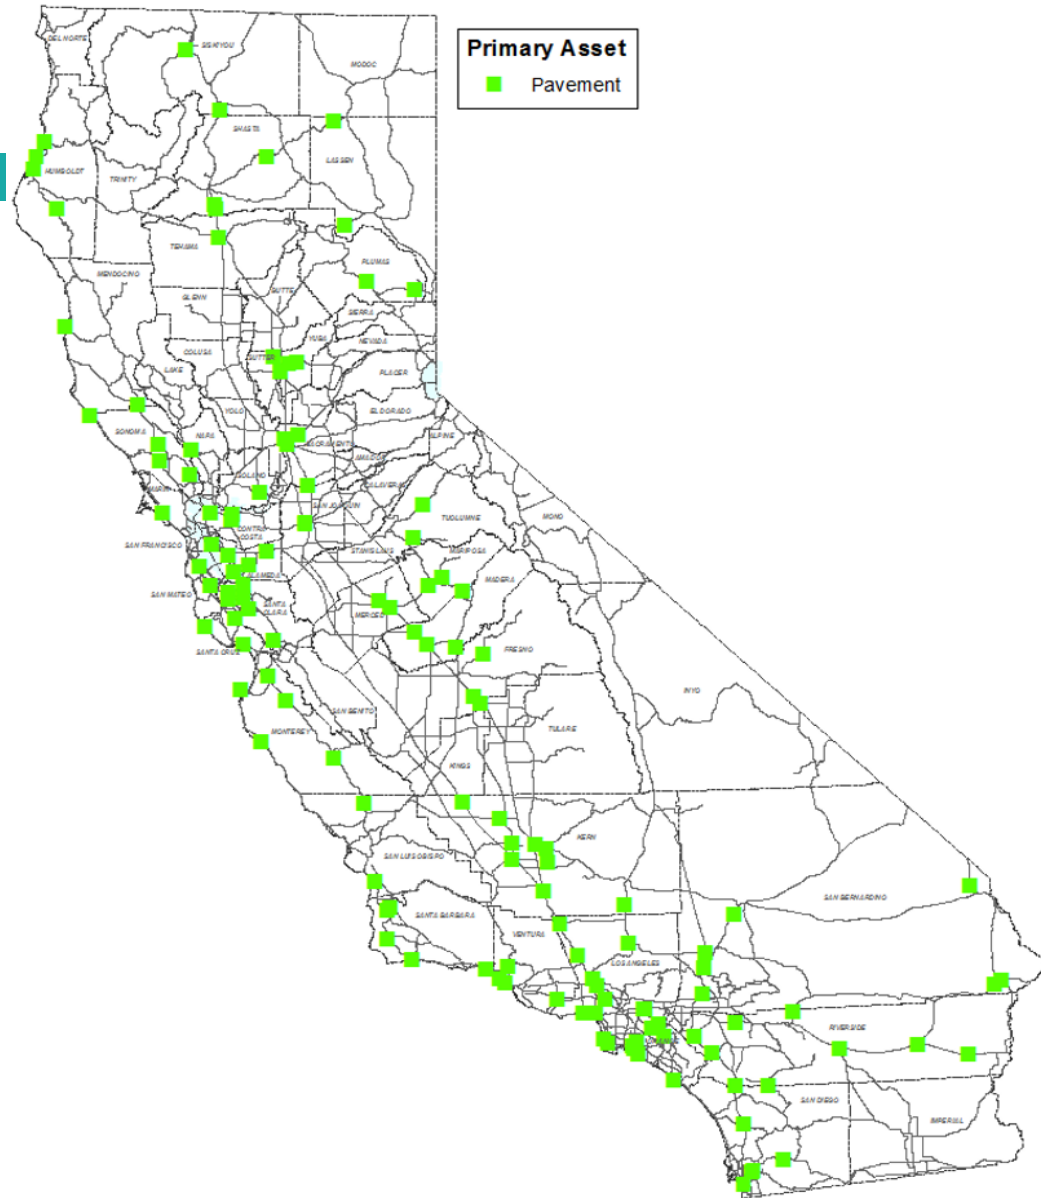 Primary Asset
Pavement
DEL NORTE
SISKIYOU
MODOC
SHASTA
LASSEN
HUMBOLDT
TRINITY
TEHAMA
PLUMAS
MENDOCINO
GLENN
BUTTE
SIERRA
YUBA
NEVADA
COLUSA
SUTTER
LAKE
PLACER
YOLO
EL DORADO
SONOMA
NAPA
ALPINE
SACRAMENTO
AMADOR
SOLANO
CALAVERAS
MARIN
SAN JOAQUIN
TUOLUMNE
MONO
CONTRA
COSTA
SAN FRANCISCO
STANISLAUS
MARIPOSA
ALAMEDA
MADERA
SAN MATEO
SANTA
CLARA
MERCED
SANTA CRUZ
FRESNO
INYO
SAN BENITO
MONTEREY
TULARE
KINGS
KERN
SAN LUIS OBISPO
SAN BERNARDINO
SANTA BARBARA
VENTURA
LOS ANGELES
RIVERSIDE
ORANGE
SAN DIEGO
IMPERIAL